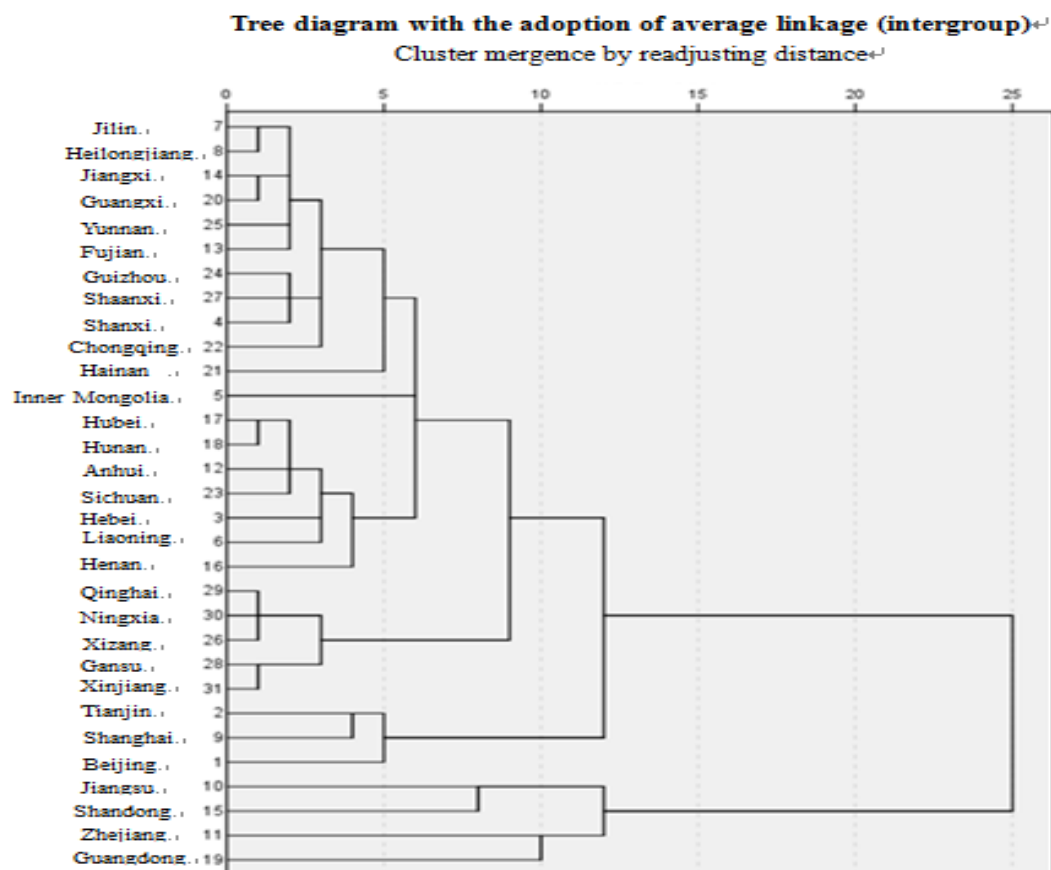 Tree diagram with the adoption of average linkage (intergroup)↵
Cluster mergence by readjusting distance↵
0 5 10 15 20 25
Jilin. 7
Heilongjiang. 8
Jiangxi. 14
Guangxi. 20
Yunnan. 25
Fujian. 13
Guizhou. 24
Shaanxi. 27
Shanxi. 4
Chongqing. 22
Hainan . 21
Inner Mongolia. 5
Hubei. 17
Hunan. 18
Anhui. 12
Sichuan. 23
Hebei. 3
Liaoning. 6
Henan. 16
Qinghai. 29
Ningxia. 30
Xizang. 26
Gansu. 28
Xinjiang. 31
Tianjin. 2
Shanghai. 9
Beijing. 1
Jiangsu. 10
Shandong. 15
Zhejiang. 11
Guangdong. 19